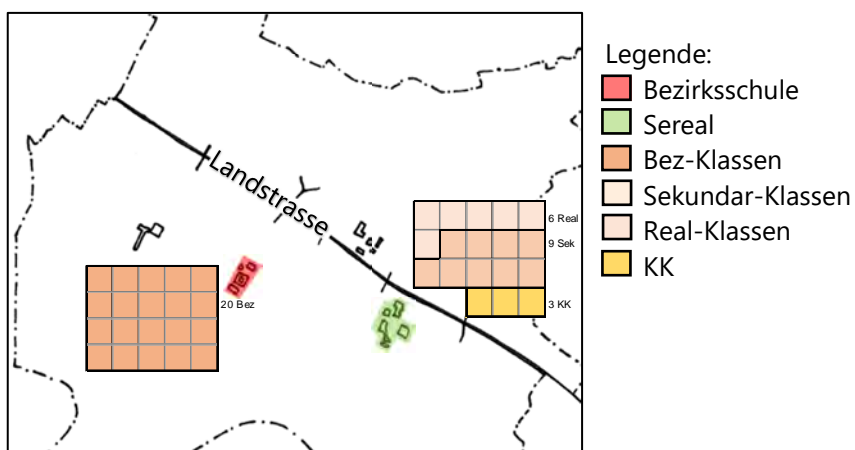 Landstrasse
6 Real
9 Sek
20 Bez
3 KK
Legende:
Bezirksschule
Sereal
Bez-Klassen
Sekundar-Klassen
Real-Klassen
KK